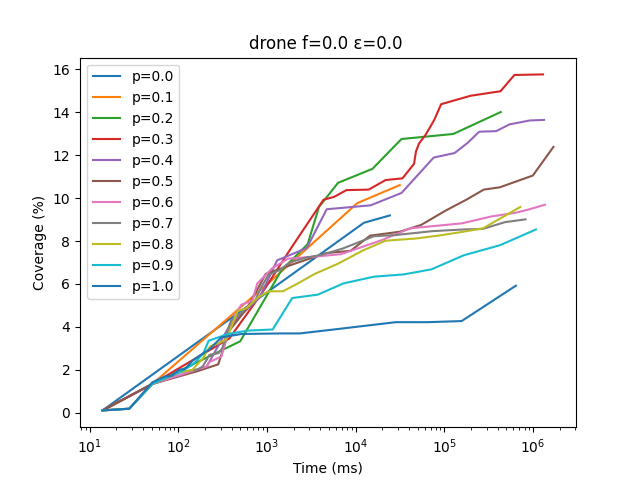 drone f=0.0 ε=0.0
16
14
12
10
8
6
4
2
0
Coverage (%)
p=0.0
p=0.1
p=0.2
p=0.3
p=0.4
p=0.5
p=0.6
p=0.7
p=0.8
p=0.9
p=1.0
10¹ 10² 10³ 10⁴ 10⁵ 10⁶
Time (ms)